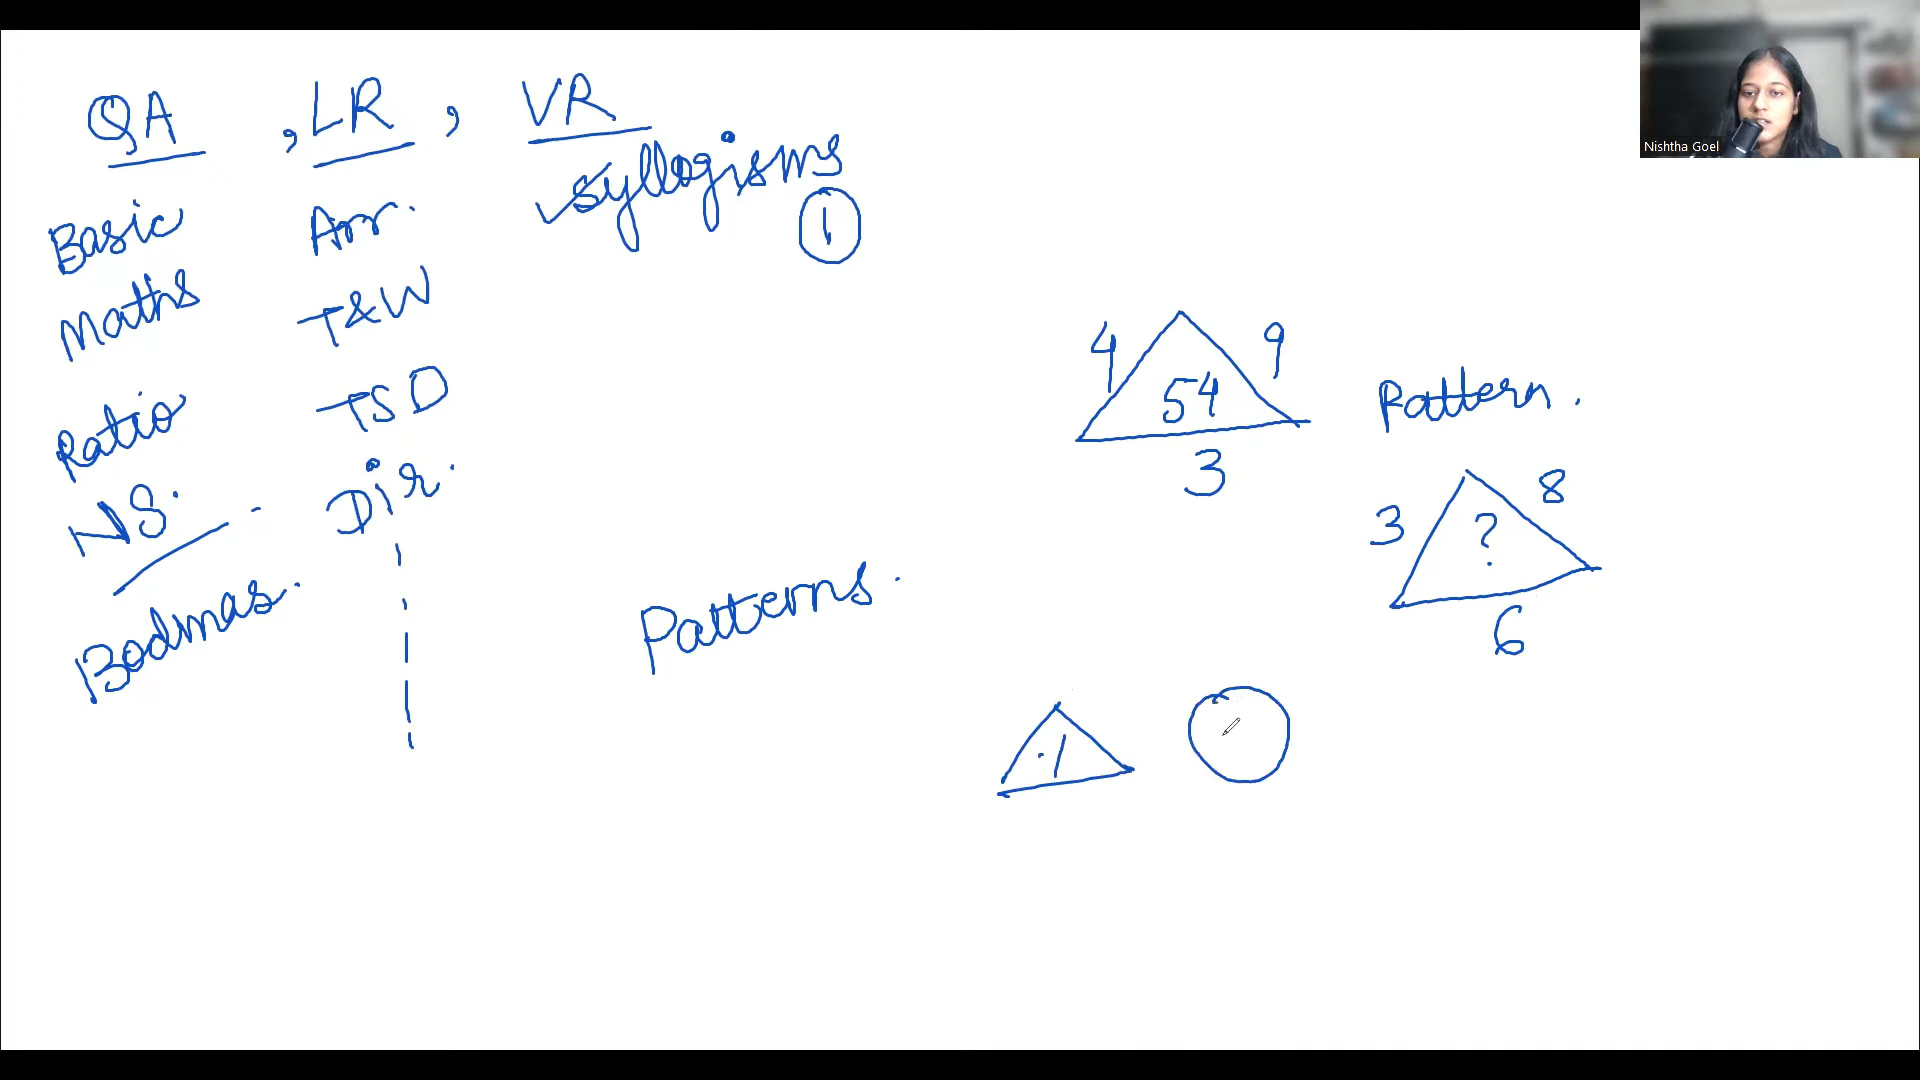 QA , LR , VR
Nishtha Goel
Syllogisms
1
Basic
Maths
Ratio
NS.
Bodmas.
Arr.
T&W
TSD
Dir.
Patterns.
4
9
54
3
Pattern.
3
8
?
6